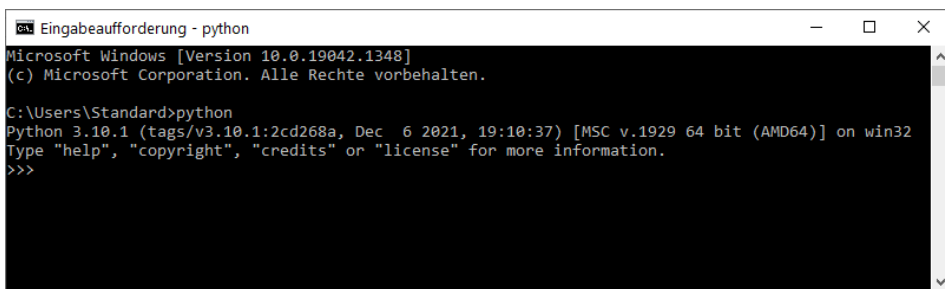 Eingabeaufforderung - python
Microsoft Windows [Version 10.0.19042.1348]
(c) Microsoft Corporation. Alle Rechte vorbehalten.
C:\Users\Standard>python
Python 3.10.1 (tags/v3.10.1:2cd268a, Dec  6 2021, 19:10:37) [MSC v.1929 64 bit (AMD64)] on win32
Type "help", "copyright", "credits" or "license" for more information.
>>>